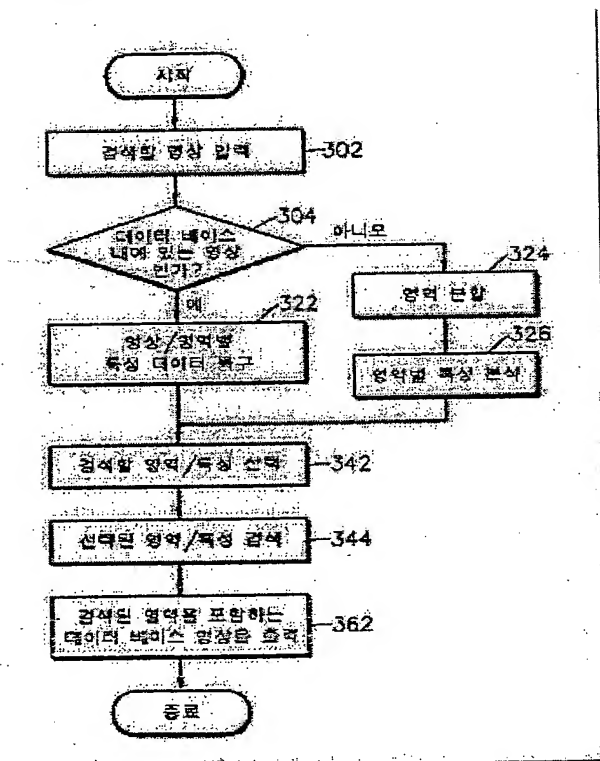 시작
검색할 영상 입력
302
304
데이터 베이스
내에 있는 영상
인가?
아니오
예
324
영역 분할
322
영상/영역별
특성 데이터 복구
326
영역별 특성 분석
검색할 영역/특성 선택
342
선택된 영역/특성 검색
344
검색된 영역을 포함하는
데이터 베이스 영상을 출력
362
종료